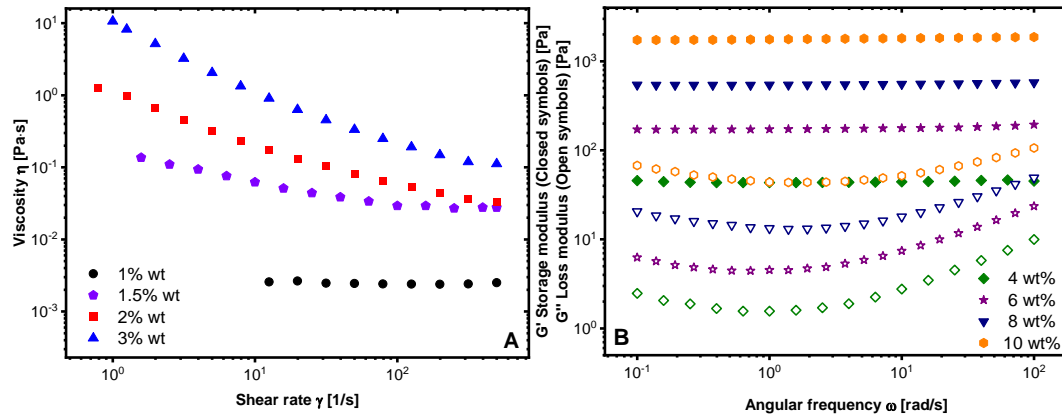 10¹
10⁰
10⁻¹
10⁻²
10⁻³
Viscosity η [Pa·s]
1% wt
1.5% wt
2% wt
3% wt
A
10⁰
10¹
10²
Shear rate γ [1/s]
G' Storage modulus (Closed symbols) [Pa]
G'' Loss modulus (Open symbols) [Pa]
10³
10²
10¹
10⁰
B
4 wt%
6 wt%
8 wt%
10 wt%
10⁻¹
10⁰
10¹
10²
Angular frequency ω [rad/s]